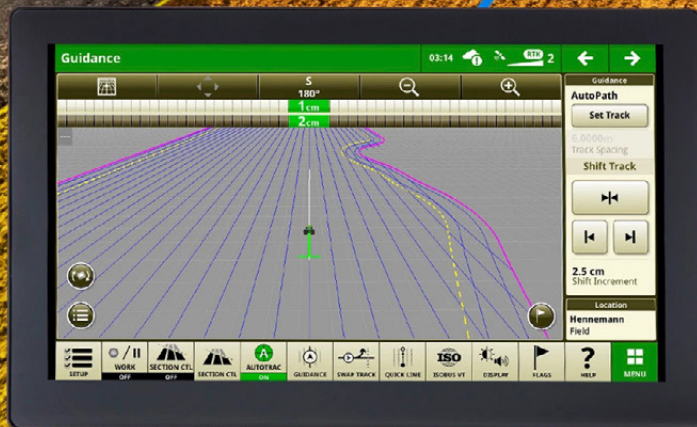 Guidance
03:14
RTK
2
S
180°
1cm
2cm
Guidance
AutoPath
Set Track
6.0000m
Track Spacing
Shift Track
2.5 cm
Shift Increment
Location
Hennemann
Field
SETUP
WORK
OFF
SECTION CTL
OFF
SECTION CTL
A
AUTOTRAC
ON
GUIDANCE
SWAP TRACK
QUICK LINE
ISO
ISOBUS VT
DISPLAY
FLAGS
?
HELP
MENU